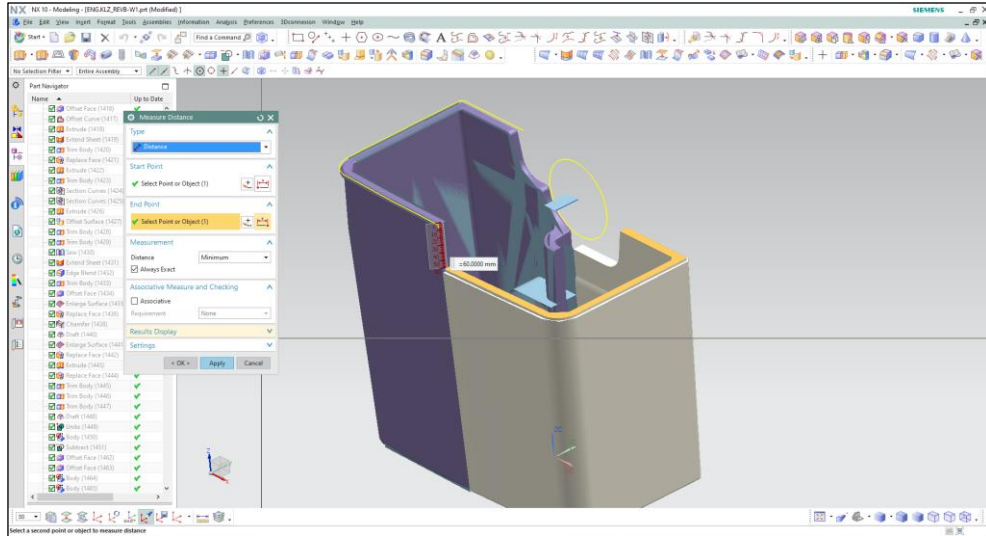 NX NX 10 - Modeling - [ENG.KLZ_REVB-W1.prt (Modified) ]
SIEMENS
File Edit View Insert Format Tools Assemblies Information Analysis Preferences 3Dconnexion Window Help
Start
Find a Command
No Selection Filter Entire Assembly
Part Navigator
Name Up to Date
Offset Face (1410)
Offset Curve (1411)
Extrude (1418)
Extend Sheet (1419)
Trim Body (1420)
Replace Face (1421)
Extrude (1422)
Trim Body (1423)
Section Curves (1424
Section Curves (1425
Extrude (1426)
Offset Surface (1427)
Trim Body (1428)
Trim Body (1429)
Sew (1430)
Extend Sheet (1431)
Edge Blend (1432)
Trim Body (1433)
Offset Face (1434)
Enlarge Surface (1435
Replace Face (1436)
Chamfer (1438)
Draft (1440)
Enlarge Surface (1441
Replace Face (1442)
Extrude (1443)
Replace Face (1444)
Trim Body (1445)
Trim Body (1446)
Trim Body (1447)
Draft (1448)
Unite (1449)
Body (1450)
Subtract (1451)
Offset Face (1462)
Offset Face (1463)
Body (1464)
Measure Distance
Type
Distance
Start Point
Select Point or Object (1)
End Point
Select Point or Object (1)
Measurement
Distance Minimum
Always Exact
Associative Measure and Checking
Associative
Requirement None
Results Display
Settings
< OK > Apply Cancel
=60.0000 mm
Select a second point or object to measure distance